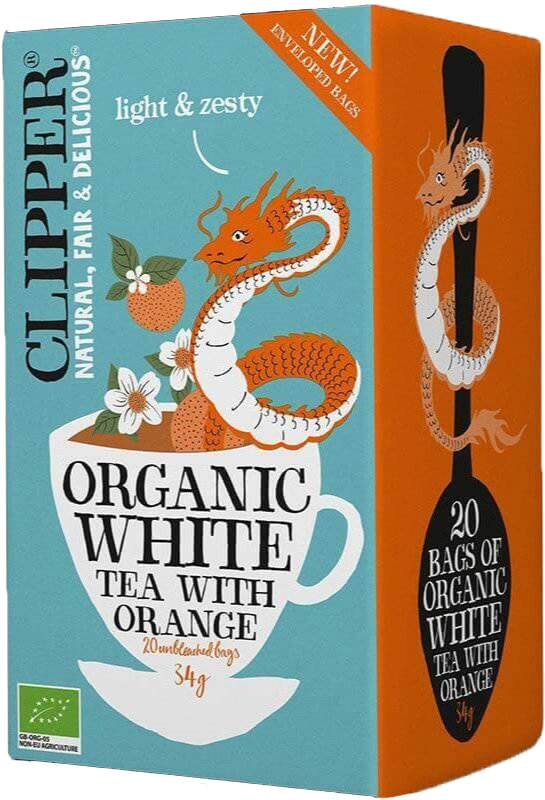 CLIPPER®
NATURAL, FAIR & DELICIOUS™
light & zesty
NEW!
ENVELOPED BAGS
ORGANIC
WHITE
TEA WITH
ORANGE
20 unbleached bags
34g
GB-ORG-05
NON-EU AGRICULTURE
20
BAGS OF
ORGANIC
WHITE
TEA WITH
ORANGE
34g